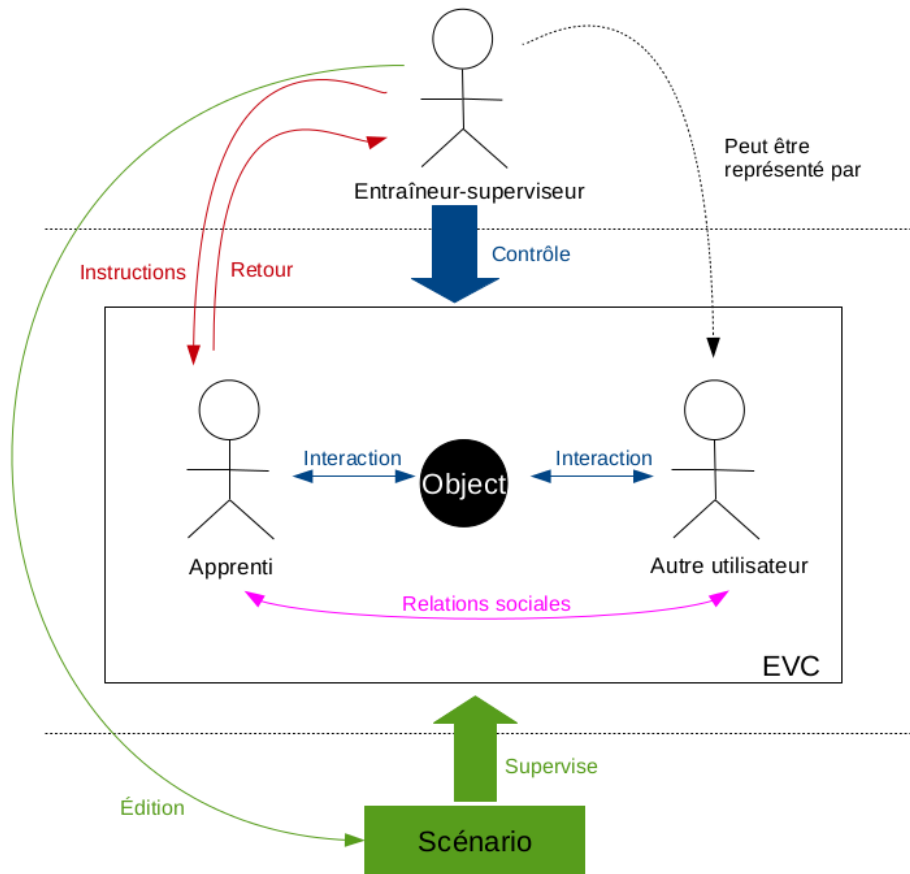 Peut être
représenté par
Entraîneur-superviseur
Contrôle
Instructions
Retour
Interaction
Interaction
Object
Apprenti
Autre utilisateur
Relations sociales
EVC
Supervise
Édition
Scénario